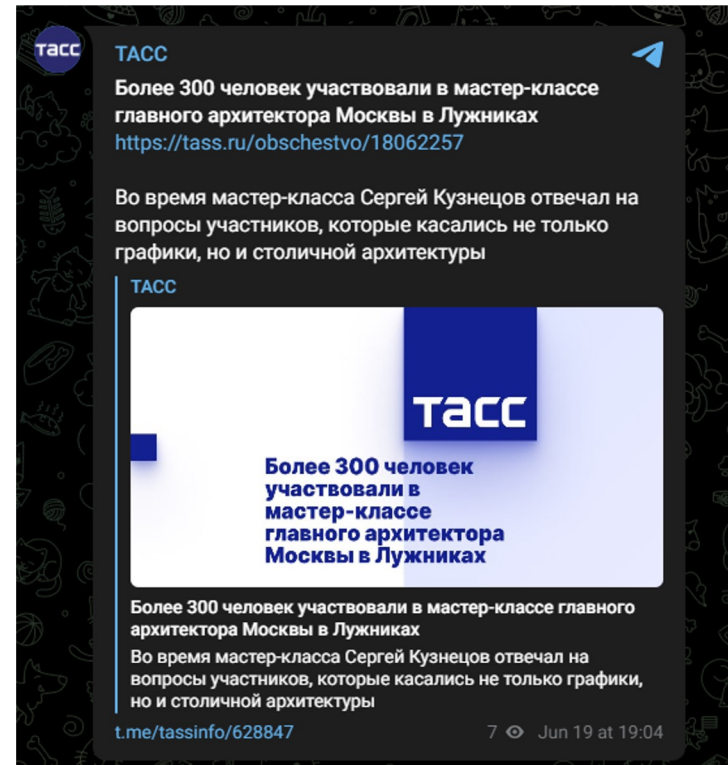 тасс
ТАСС
Более 300 человек участвовали в мастер-классе
главного архитектора Москвы в Лужниках
https://tass.ru/obschestvo/18062257
Во время мастер-класса Сергей Кузнецов отвечал на
вопросы участников, которые касались не только
графики, но и столичной архитектуры
ТАСС
тасс
Более 300 человек
участвовали в
мастер-классе
главного архитектора
Москвы в Лужниках
Более 300 человек участвовали в мастер-классе главного
архитектора Москвы в Лужниках
Во время мастер-класса Сергей Кузнецов отвечал на
вопросы участников, которые касались не только графики,
но и столичной архитектуры
t.me/tassinfo/628847 7 Jun 19 at 19:04